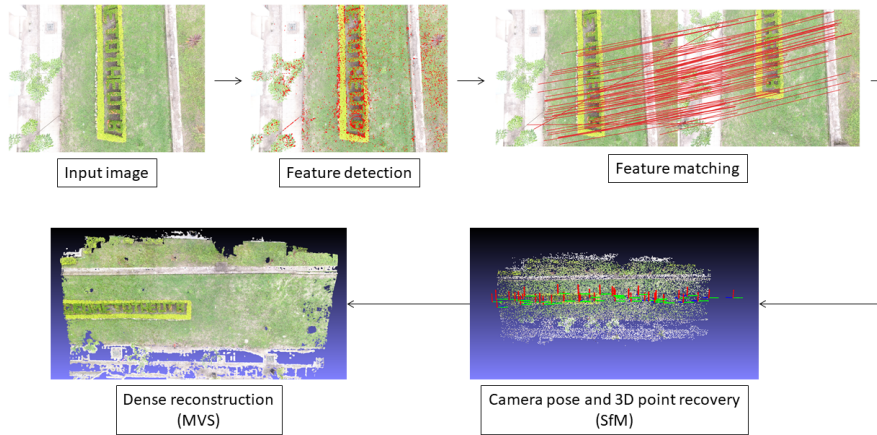 Input image
Feature detection
Feature matching
Dense reconstruction
(MVS)
Camera pose and 3D point recovery
(SfM)